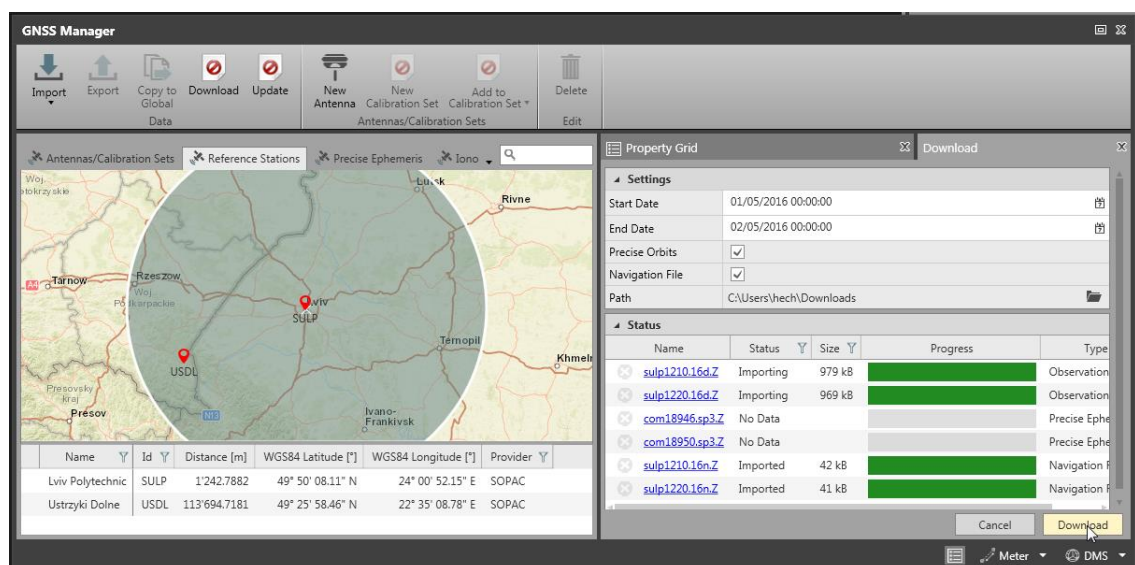 GNSS Manager
Import Export Copy to Global Download Update New Antenna New Calibration Set Add to Calibration Set Delete
Data Antennas/Calibration Sets Edit
Antennas/Calibration Sets Reference Stations Precise Ephemeris Iono
Property Grid Download
Settings
Start Date 01/05/2016 00:00:00
End Date 02/05/2016 00:00:00
Precise Orbits
Navigation File
Path C:\Users\hech\Downloads
Status
Name Status Size Progress Type
sulp1210.16d.Z Importing 979 kB Observation
sulp1220.16d.Z Importing 969 kB Observation
com18946.sp3.Z No Data Precise Ephe
com18950.sp3.Z No Data Precise Ephe
sulp1210.16n.Z Imported 42 kB Navigation F
sulp1220.16n.Z Imported 41 kB Navigation F
Cancel Download
Woj.
Rivne
A4 Tarnow
Rzeszow
Woj.
SULP
Ternopil
Khmeln
USDL
Presovsky
kraj
Presov
N13
Ivano-
Frankivsk
Name Id Distance [m] WGS84 Latitude [°] WGS84 Longitude [°] Provider
Lviv Polytechnic SULP 1'242.7882 49° 50' 08.11" N 24° 00' 52.15" E SOPAC
Ustrzyki Dolne USDL 113'694.7181 49° 25' 58.46" N 22° 35' 08.78" E SOPAC
Meter DMS